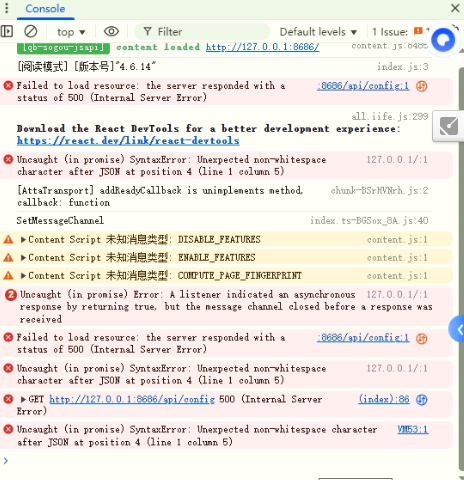 Console
top
Filter
Default levels
1 Issue:
[qb-sogou-jsapi] content loaded http://127.0.0.1:8686/ content.js:8486
[阅读模式] [版本号]"4.6.14" index.js:3
Failed to load resource: the server responded with a :8686/api/config:1
status of 500 (Internal Server Error)
all.iife.js:299
Download the React DevTools for a better development experience:
https://react.dev/link/react-devtools
Uncaught (in promise) SyntaxError: Unexpected non-whitespace 127.0.0.1/:1
character after JSON at position 4 (line 1 column 5)
[AttaTransport] addReadyCallback is unimplements method, chunk-BSrHVNrh.js:2
callback: function
SetMessageChannel index.ts-BGSox_8A.js:40
Content Script 未知消息类型: DISABLE_FEATURES content.js:1
Content Script 未知消息类型: ENABLE_FEATURES content.js:1
Content Script 未知消息类型: COMPUTE_PAGE_FINGERPRINT content.js:1
2 Uncaught (in promise) Error: A listener indicated an asynchronous 127.0.0.1/:1
response by returning true, but the message channel closed before a response was
received
Failed to load resource: the server responded with a :8686/api/config:1
status of 500 (Internal Server Error)
Uncaught (in promise) SyntaxError: Unexpected non-whitespace 127.0.0.1/:1
character after JSON at position 4 (line 1 column 5)
GET http://127.0.0.1:8686/api/config 500 (Internal Server (index):86
Error)
Uncaught (in promise) SyntaxError: Unexpected non-whitespace character VM53:1
after JSON at position 4 (line 1 column 5)